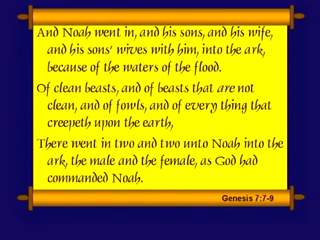 And Noah went in, and his sons, and his wife,
and his sons' wives with him, into the ark,
because of the waters of the flood.
Of clean beasts, and of beasts that are not
clean, and of fowls, and of every thing that
creepeth upon the earth,
There went in two and two unto Noah into the
ark, the male and the female, as God had
commanded Noah.
Genesis 7:7-9